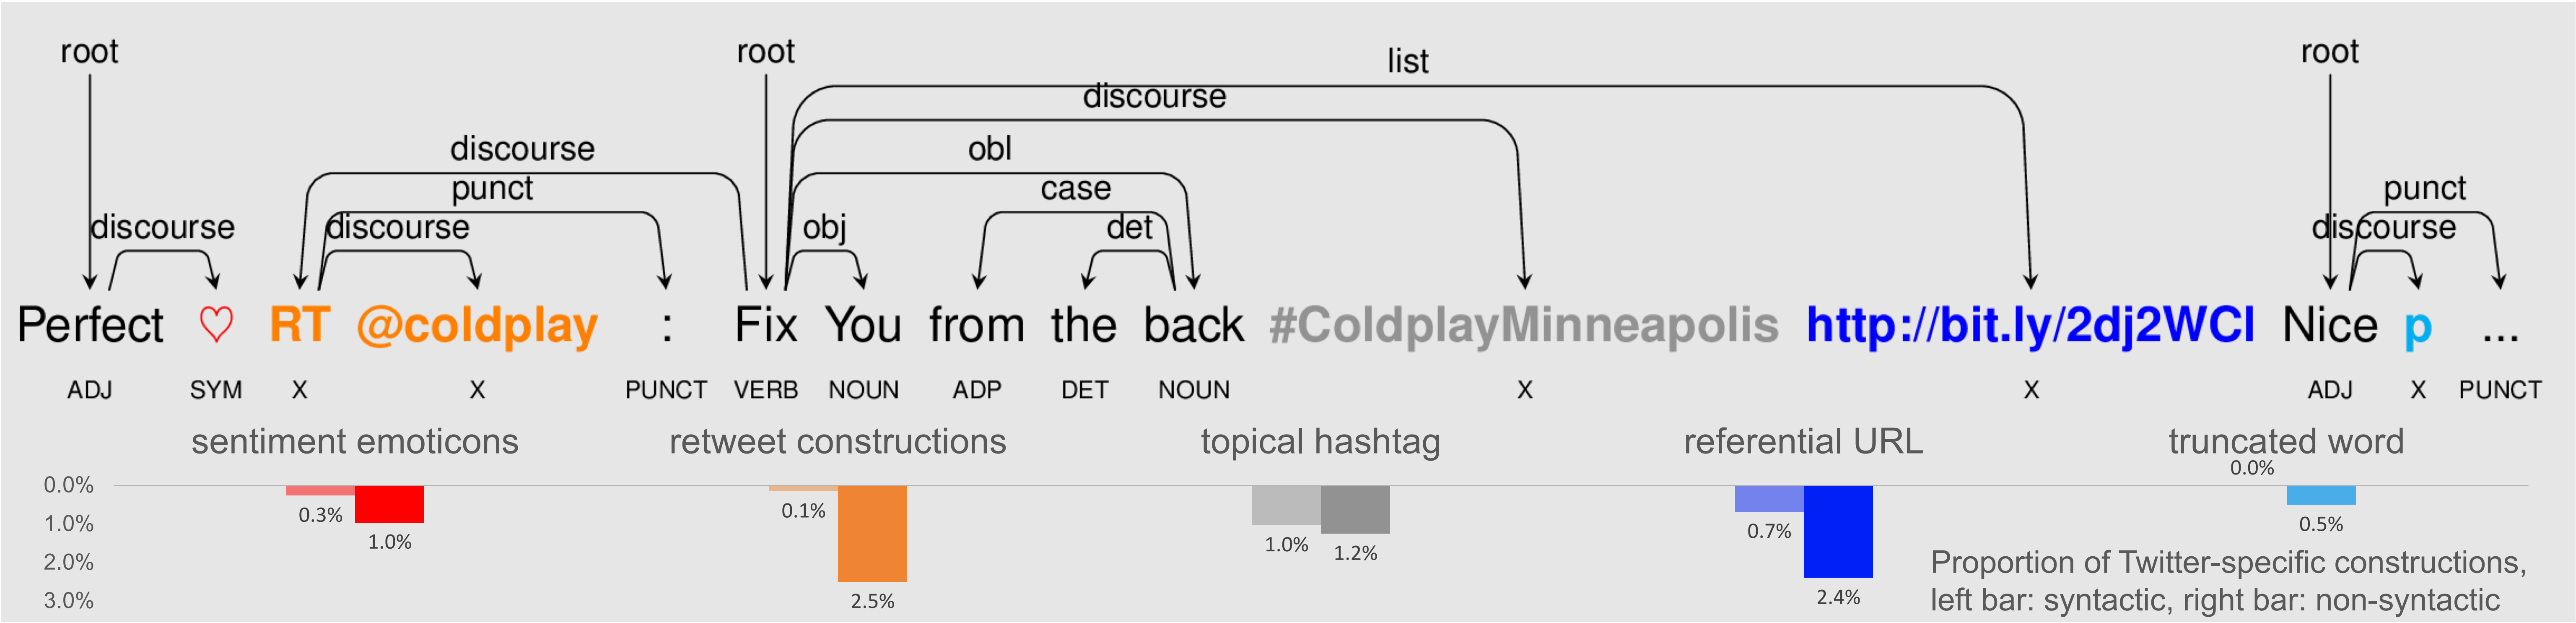 root root root
list
discourse
discourse obl
punct case punct
discourse discourse obj det discourse
Perfect ♡ RT @coldplay : Fix You from the back #ColdplayMinneapolis http://bit.ly/2dj2WCl Nice p ...
ADJ SYM X X PUNCT VERB NOUN ADP DET NOUN X X ADJ X PUNCT
sentiment emoticons retweet constructions topical hashtag referential URL truncated word
0.0%
0.0%
0.3% 0.1% 1.0% 0.7% 0.5%
1.0%
1.0% 1.2%
2.0%
2.5% 2.4%
3.0%
Proportion of Twitter-specific constructions,
left bar: syntactic, right bar: non-syntactic